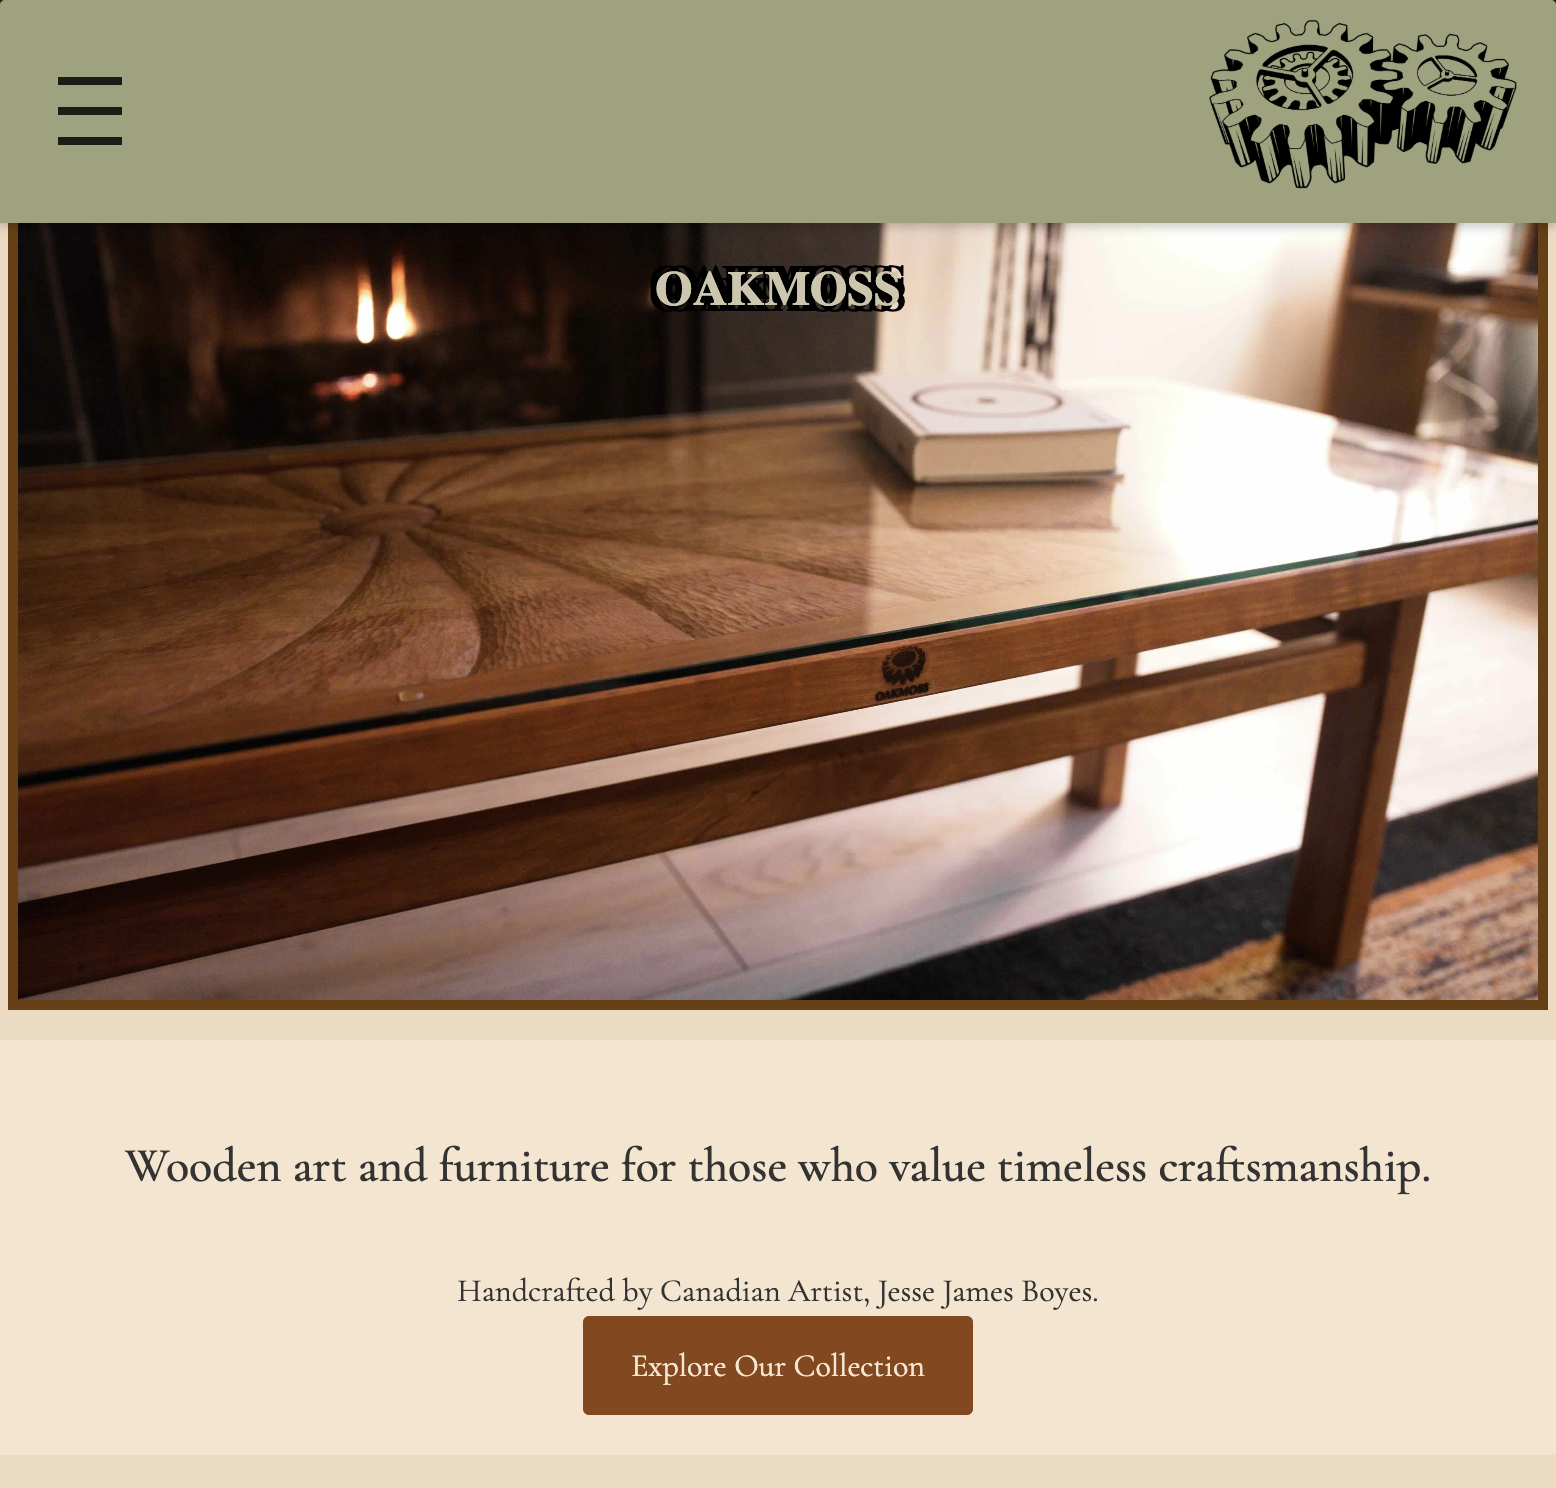 OAKMOSS
OAKMOSS
Wooden art and furniture for those who value timeless craftsmanship.
Handcrafted by Canadian Artist, Jesse James Boyes.
Explore Our Collection